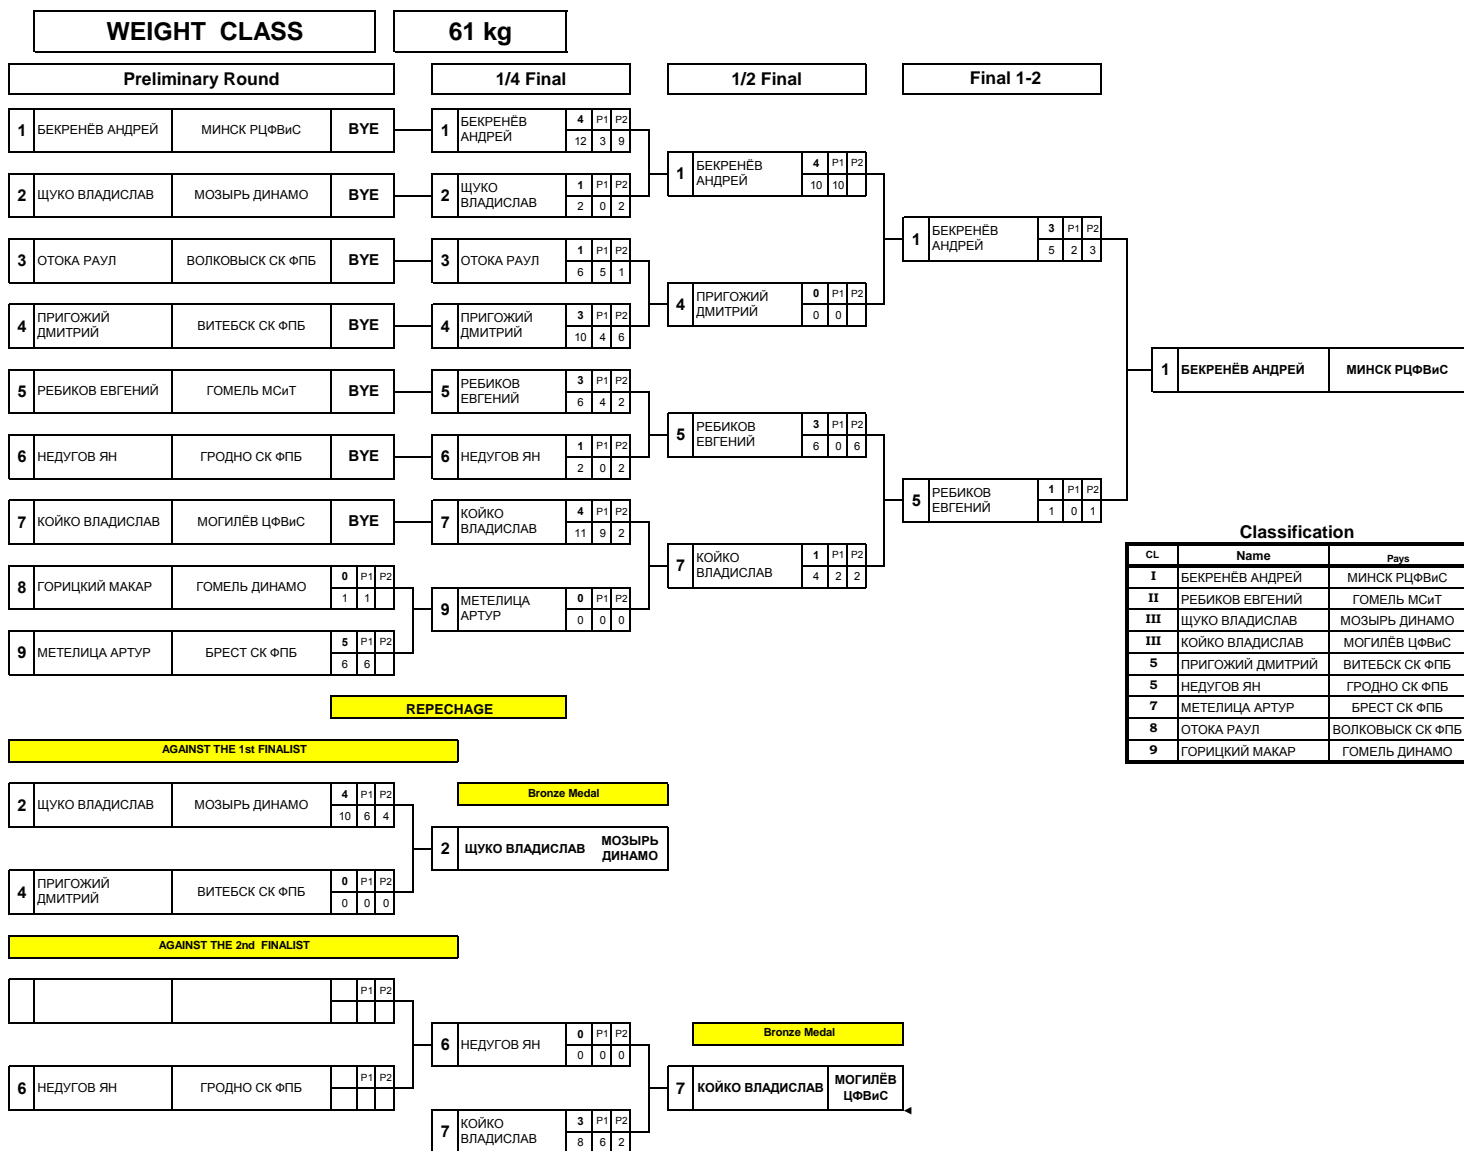 WEIGHT CLASS 61 kg
Preliminary Round 1/4 Final 1/2 Final Final 1-2
1 БЕКРЕНЁВ АНДРЕЙ МИНСК РЦФВиС BYE
2 ЩУКО ВЛАДИСЛАВ МОЗЫРЬ ДИНАМО BYE
3 ОТОКА РАУЛ ВОЛКОВЫСК СК ФПБ BYE
4 ПРИГОЖИЙ
ДМИТРИЙ ВИТЕБСК СК ФПБ BYE
5 РЕБИКОВ ЕВГЕНИЙ ГОМЕЛЬ МСиТ BYE
6 НЕДУГОВ ЯН ГРОДНО СК ФПБ BYE
7 КОЙКО ВЛАДИСЛАВ МОГИЛЁВ ЦФВиС BYE
8 ГОРИЦКИЙ МАКАР ГОМЕЛЬ ДИНАМО 0 P1 P2
1 1
9 МЕТЕЛИЦА АРТУР БРЕСТ СК ФПБ 5 P1 P2
6 6
1 БЕКРЕНЁВ
АНДРЕЙ 4 P1 P2
12 3 9
2 ЩУКО
ВЛАДИСЛАВ 1 P1 P2
2 0 2
3 ОТОКА РАУЛ 1 P1 P2
6 5 1
4 ПРИГОЖИЙ
ДМИТРИЙ 3 P1 P2
10 4 6
5 РЕБИКОВ
ЕВГЕНИЙ 3 P1 P2
6 4 2
6 НЕДУГОВ ЯН 1 P1 P2
2 0 2
7 КОЙКО
ВЛАДИСЛАВ 4 P1 P2
11 9 2
9 МЕТЕЛИЦА
АРТУР 0 P1 P2
0 0 0
1 БЕКРЕНЁВ
АНДРЕЙ 4 P1 P2
10 10
4 ПРИГОЖИЙ
ДМИТРИЙ 0 P1 P2
0 0
5 РЕБИКОВ
ЕВГЕНИЙ 3 P1 P2
6 0 6
7 КОЙКО
ВЛАДИСЛАВ 1 P1 P2
4 2 2
1 БЕКРЕНЁВ
АНДРЕЙ 3 P1 P2
5 2 3
5 РЕБИКОВ
ЕВГЕНИЙ 1 P1 P2
1 0 1
1 БЕКРЕНЁВ АНДРЕЙ МИНСК РЦФВиС
Classification
CL Name Pays
I БЕКРЕНЁВ АНДРЕЙ МИНСК РЦФВиС
II РЕБИКОВ ЕВГЕНИЙ ГОМЕЛЬ МСиТ
III ЩУКО ВЛАДИСЛАВ МОЗЫРЬ ДИНАМО
III КОЙКО ВЛАДИСЛАВ МОГИЛЁВ ЦФВиС
5 ПРИГОЖИЙ ДМИТРИЙ ВИТЕБСК СК ФПБ
5 НЕДУГОВ ЯН ГРОДНО СК ФПБ
7 МЕТЕЛИЦА АРТУР БРЕСТ СК ФПБ
8 ОТОКА РАУЛ ВОЛКОВЫСК СК ФПБ
9 ГОРИЦКИЙ МАКАР ГОМЕЛЬ ДИНАМО
REPECHAGE
AGAINST THE 1st FINALIST
2 ЩУКО ВЛАДИСЛАВ МОЗЫРЬ ДИНАМО 4 P1 P2
10 6 4
4 ПРИГОЖИЙ
ДМИТРИЙ ВИТЕБСК СК ФПБ 0 P1 P2
0 0 0
Bronze Medal
2 ЩУКО ВЛАДИСЛАВ МОЗЫРЬ
ДИНАМО
AGAINST THE 2nd FINALIST
P1 P2
6 НЕДУГОВ ЯН ГРОДНО СК ФПБ P1 P2
6 НЕДУГОВ ЯН 0 P1 P2
0 0 0
7 КОЙКО
ВЛАДИСЛАВ 3 P1 P2
8 6 2
Bronze Medal
7 КОЙКО ВЛАДИСЛАВ МОГИЛЁВ
ЦФВиС